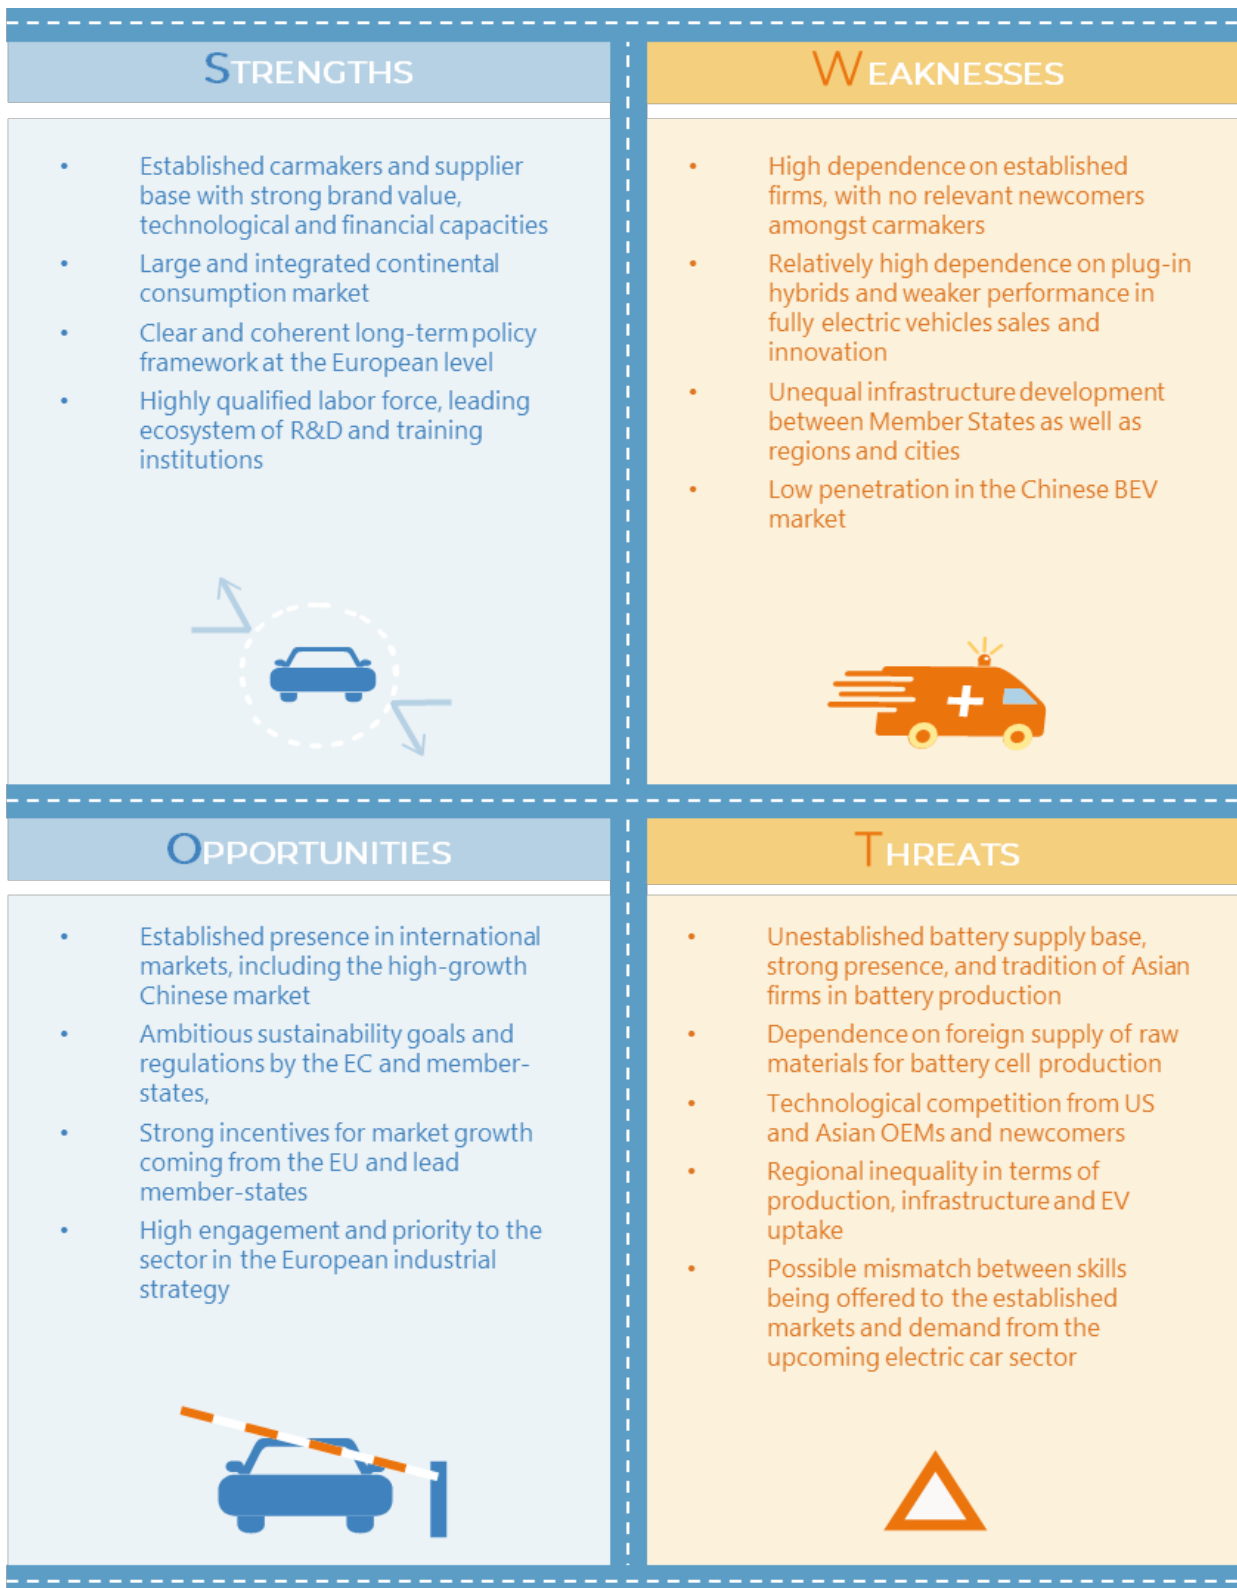 STRENGTHS
• Established carmakers and supplier
base with strong brand value,
technological and financial capacities
• Large and integrated continental
consumption market
• Clear and coherent long-term policy
framework at the European level
• Highly qualified labor force, leading
ecosystem of R&D and training
institutions
WEAKNESSES
• High dependence on established
firms, with no relevant newcomers
amongst carmakers
• Relatively high dependence on plug-in
hybrids and weaker performance in
fully electric vehicles sales and
innovation
• Unequal infrastructure development
between Member States as well as
regions and cities
• Low penetration in the Chinese BEV
market
OPPORTUNITIES
• Established presence in international
markets, including the high-growth
Chinese market
• Ambitious sustainability goals and
regulations by the EC and member-
states,
• Strong incentives for market growth
coming from the EU and lead
member-states
• High engagement and priority to the
sector in the European industrial
strategy
THREATS
• Unestablished battery supply base,
strong presence, and tradition of Asian
firms in battery production
• Dependence on foreign supply of raw
materials for battery cell production
• Technological competition from US
and Asian OEMs and newcomers
• Regional inequality in terms of
production, infrastructure and EV
uptake
• Possible mismatch between skills
being offered to the established
markets and demand from the
upcoming electric car sector